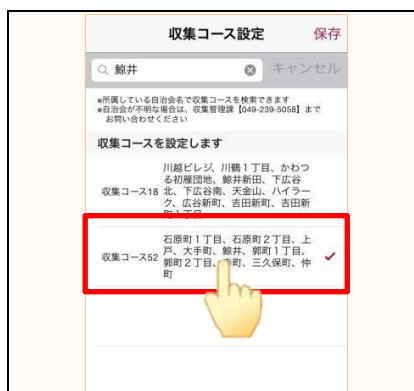 収集コース設定 保存
鯨井 キャンセル
※所属している自治会名で収集コースを検索できます
※自治会が不明な場合は、収集管理課【049-239-5058】まで
お問い合わせください
収集コースを設定します
川越ビレジ、川鶴1丁目、かわつ
る初雁団地、鯨井新田、下広谷
収集コース18 北、下広谷南、天金山、ハイラー
ク、広谷新町、吉田新町、吉田新
町1丁目
石原町1丁目、石原町2丁目、上
収集コース52 戸、大手町、鯨井、郭町1丁目、
郭町2丁目、町、三久保町、仲
町